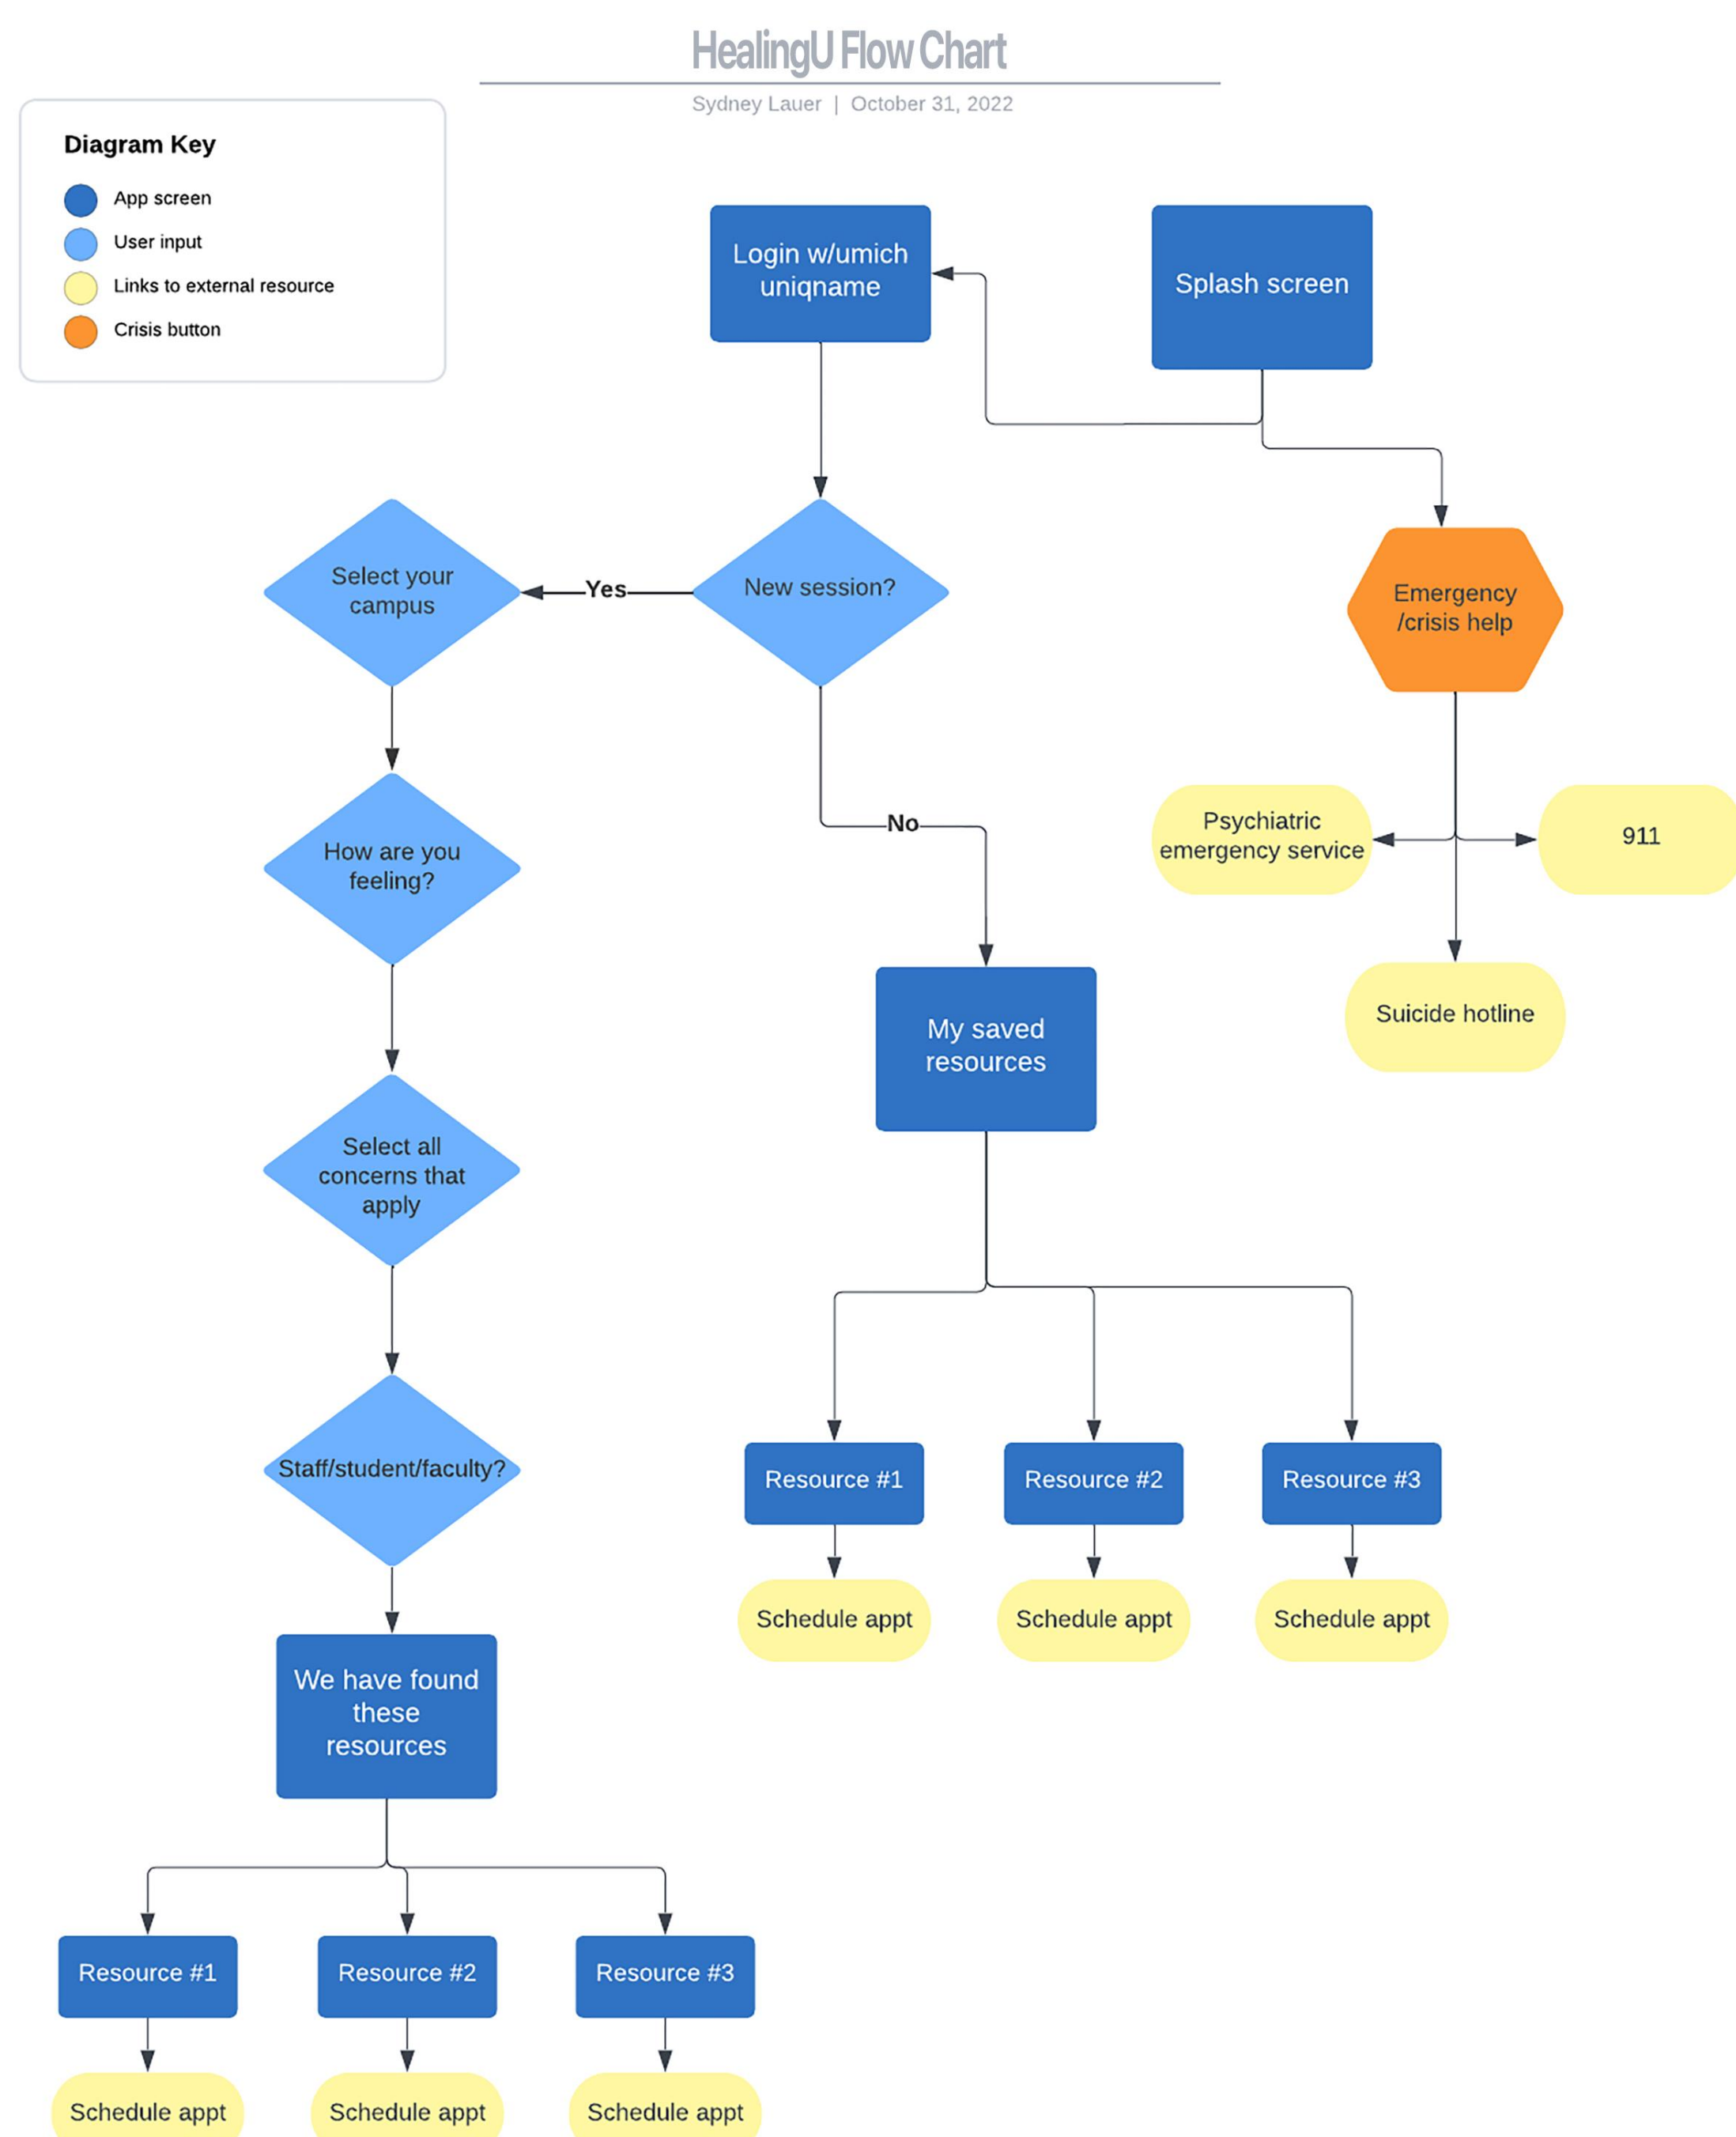 HealingU Flow Chart
Sydney Lauer | October 31, 2022
Diagram Key
App screen
User input
Links to external resource
Crisis button
Login w/umich
uniqname
Splash screen
Select your
campus
Yes
New session?
Emergency
/crisis help
How are you
feeling?
No
Psychiatric
emergency service
911
Suicide hotline
My saved
resources
Select all
concerns that
apply
Staff/student/faculty?
Resource #1
Resource #2
Resource #3
Schedule appt
Schedule appt
Schedule appt
We have found
these
resources
Resource #1
Resource #2
Resource #3
Schedule appt
Schedule appt
Schedule appt